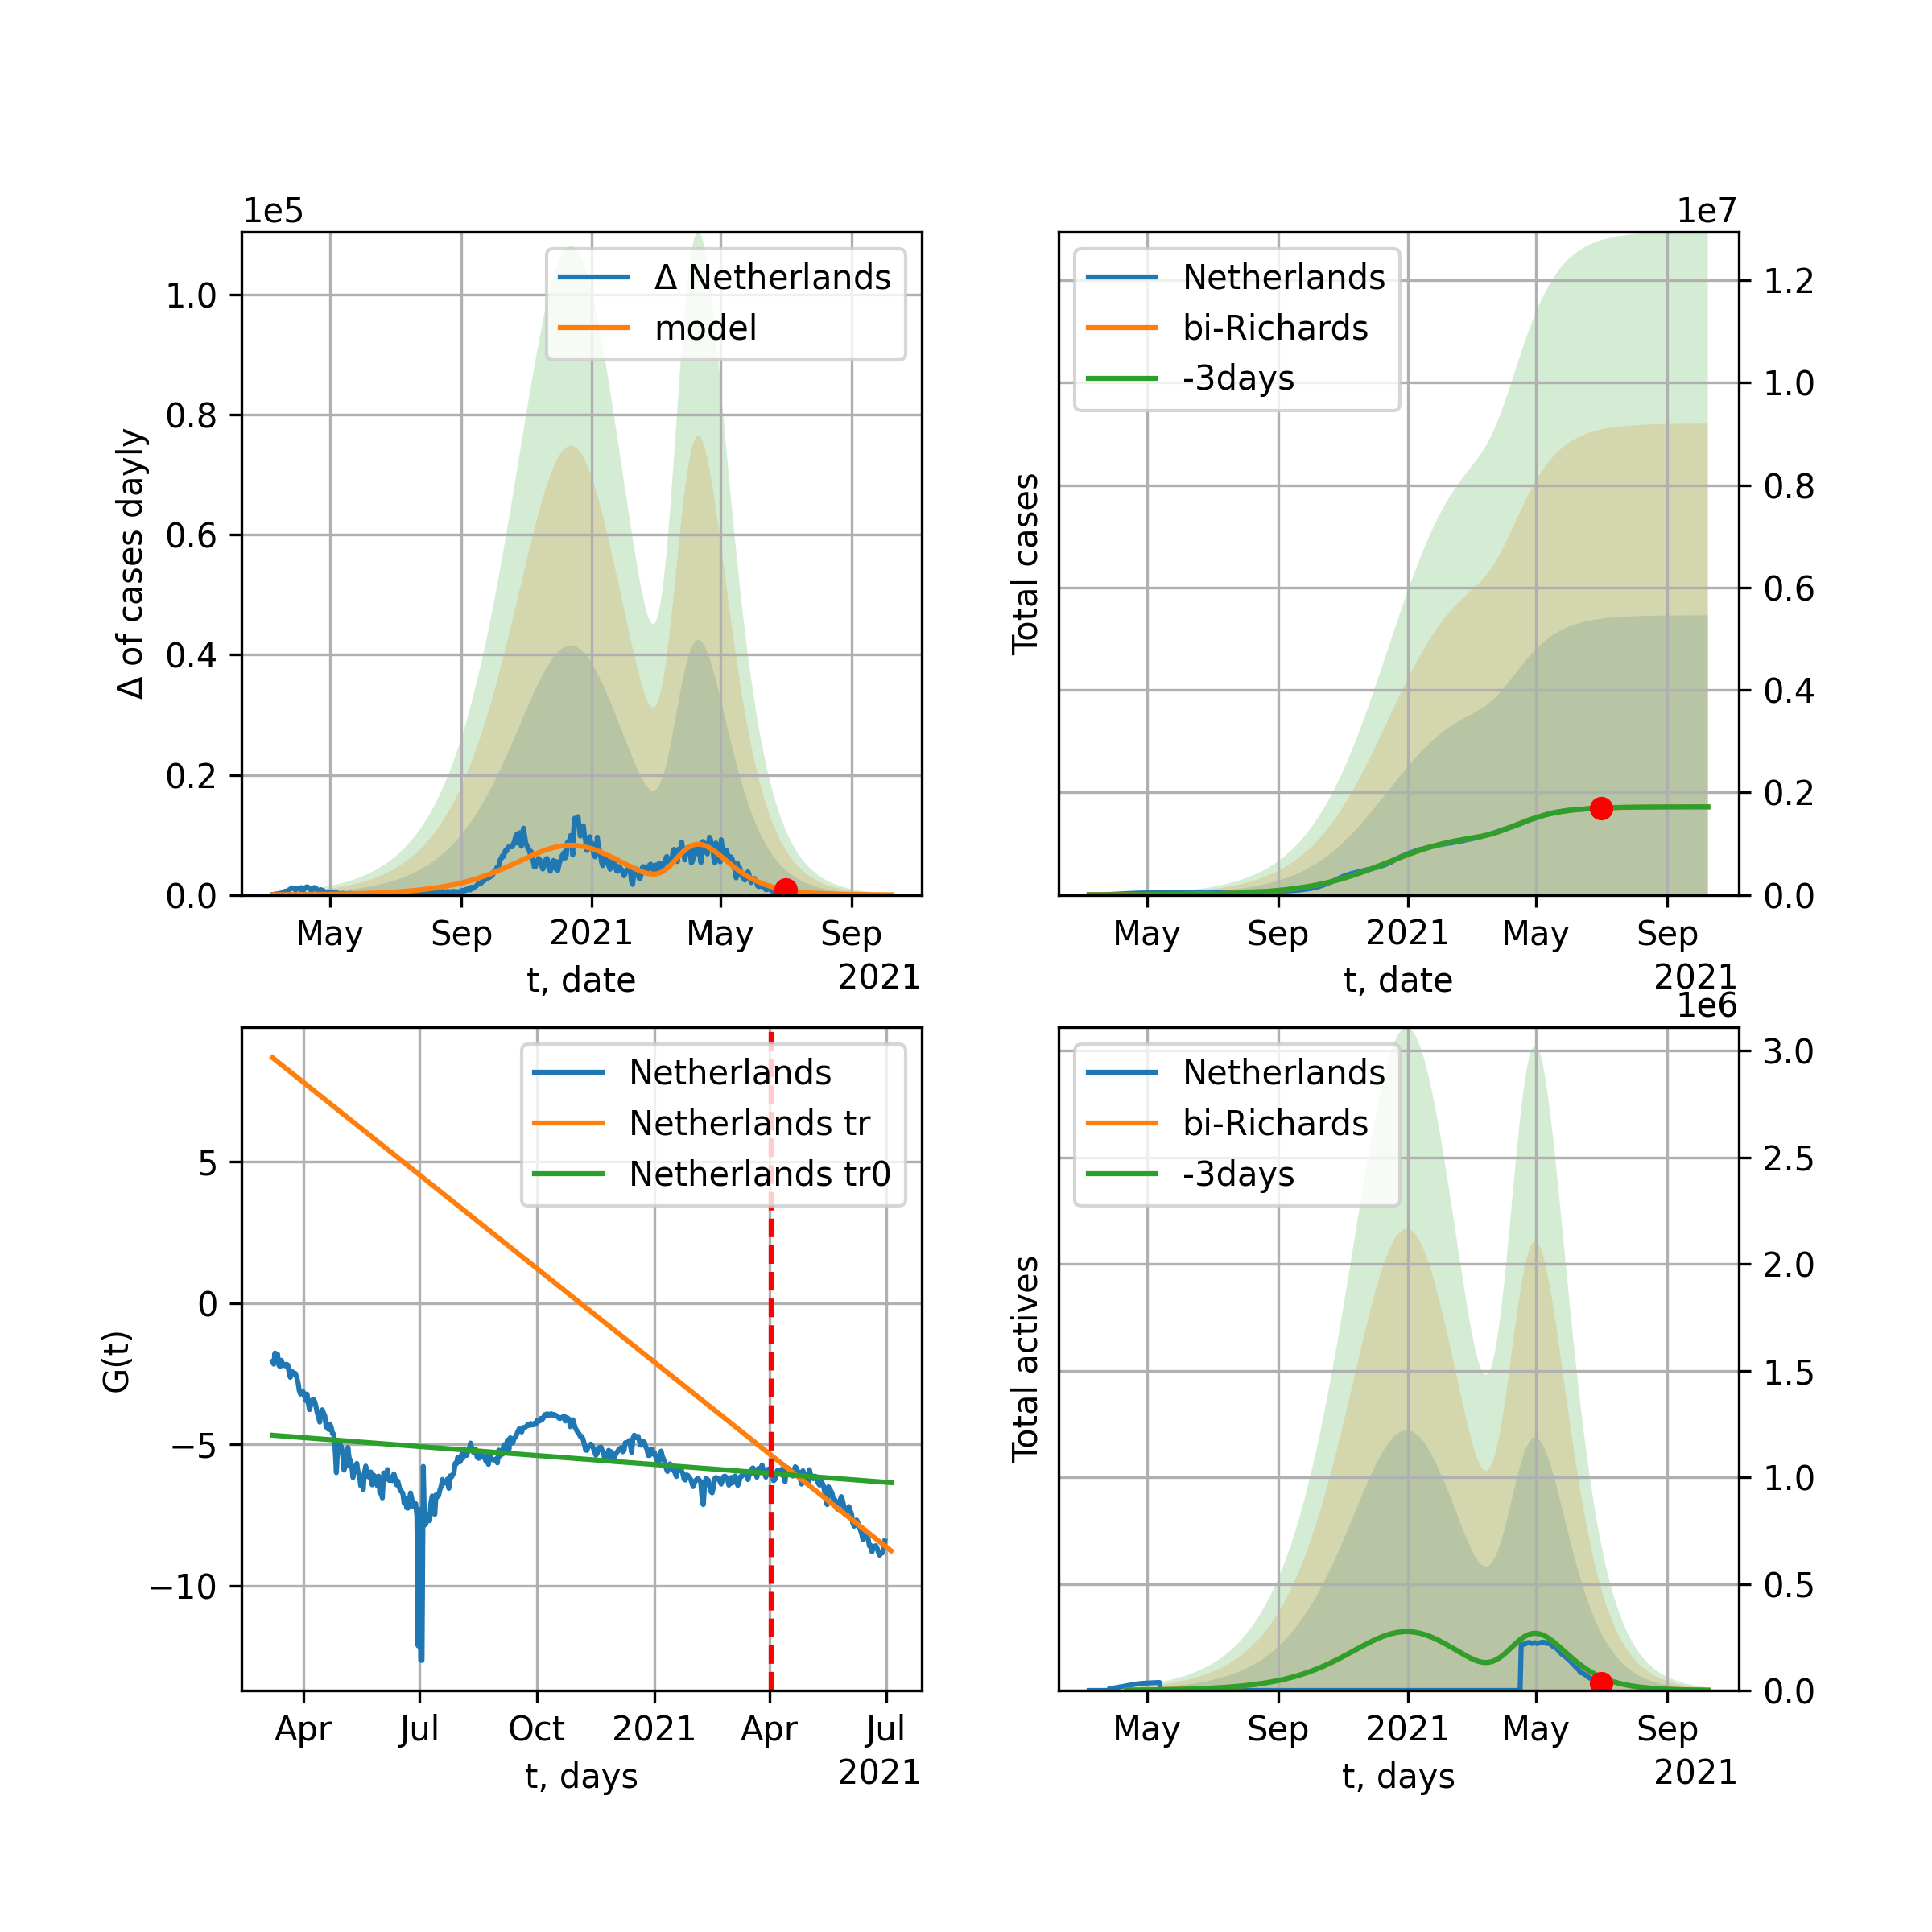 1e5
Δ of cases dayly
1.0
0.8
0.6
0.4
0.2
0.0
Δ Netherlands
model
May
Sep
2021
May
Sep
t, date
2021
1e7
Total cases
Netherlands
bi-Richards
-3days
1.2
1.0
0.8
0.6
0.4
0.2
0.0
May
Sep
2021
May
Sep
t, date
2021
G(t)
5
0
−5
−10
Netherlands
Netherlands tr
Netherlands tr0
Apr
Jul
Oct
2021
Apr
Jul
t, days
2021
1e6
Total actives
Netherlands
bi-Richards
-3days
3.0
2.5
2.0
1.5
1.0
0.5
0.0
May
Sep
2021
May
Sep
t, days
2021